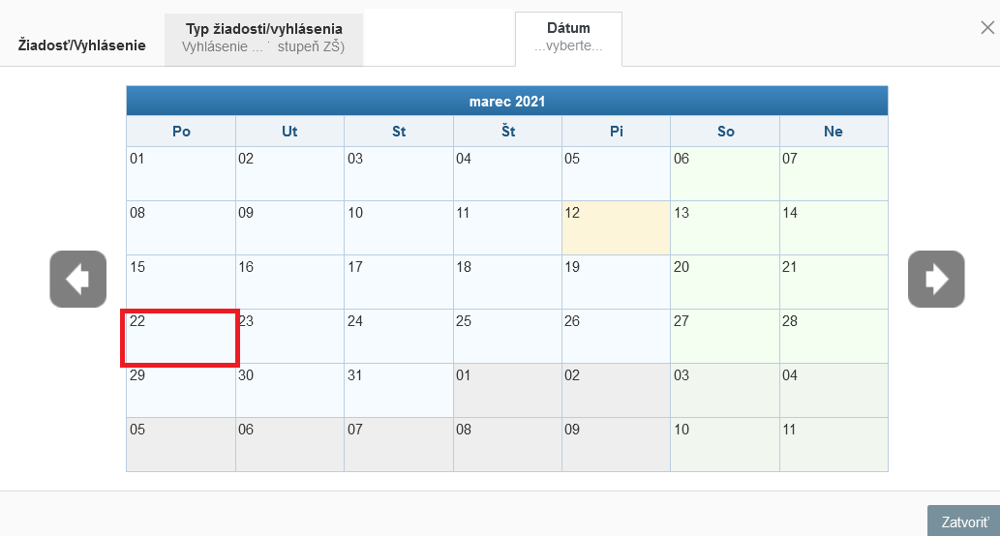 Žiadosť/Vyhlásenie
Typ žiadosti/vyhlásenia
Vyhlásenie ... ˙ stupeň ZŠ)
Dátum
...vyberte...
marec 2021
Po Ut St Št Pi So Ne
01 02 03 04 05 06 07
08 09 10 11 12 13 14
15 16 17 18 19 20 21
22 23 24 25 26 27 28
29 30 31 01 02 03 04
05 06 07 08 09 10 11
Zatvoriť